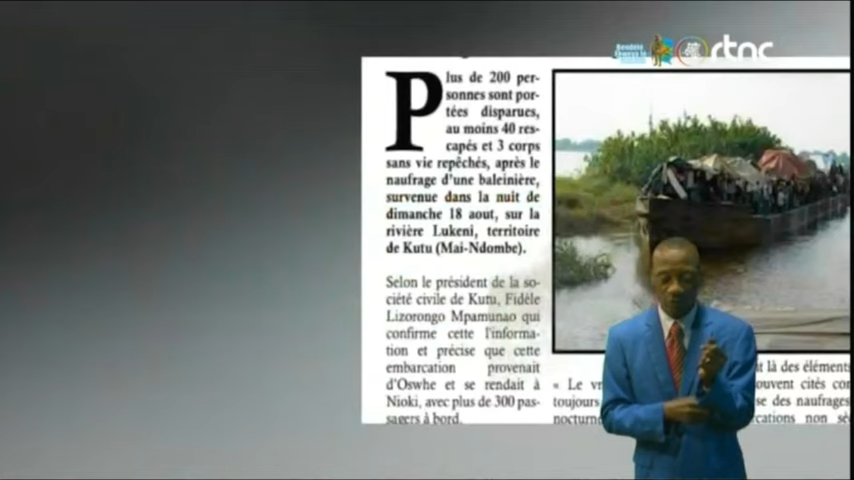 rtnc
Plus de 200 per-
sonnes sont por-
tées disparues,
au moins 40 res-
capés et 3 corps
sans vie repêchés, après le
naufrage d'une baleinière,
survenue dans la nuit de
dimanche 18 aout, sur la
rivière Lukeni, territoire
de Kutu (Mai-Ndombe).
Selon le président de la so-
ciété civile de Kutu, Fidèle
Lizorongo Mpamunao qui
confirme cette l'informa-
tion et précise que cette
embarcation provenait
d'Oswhe et se rendait à
Nioki, avec plus de 300 pas-
sagers à bord.
« Le
toujours
nocturne
là des éléments
souvent cités
des naufrages
non